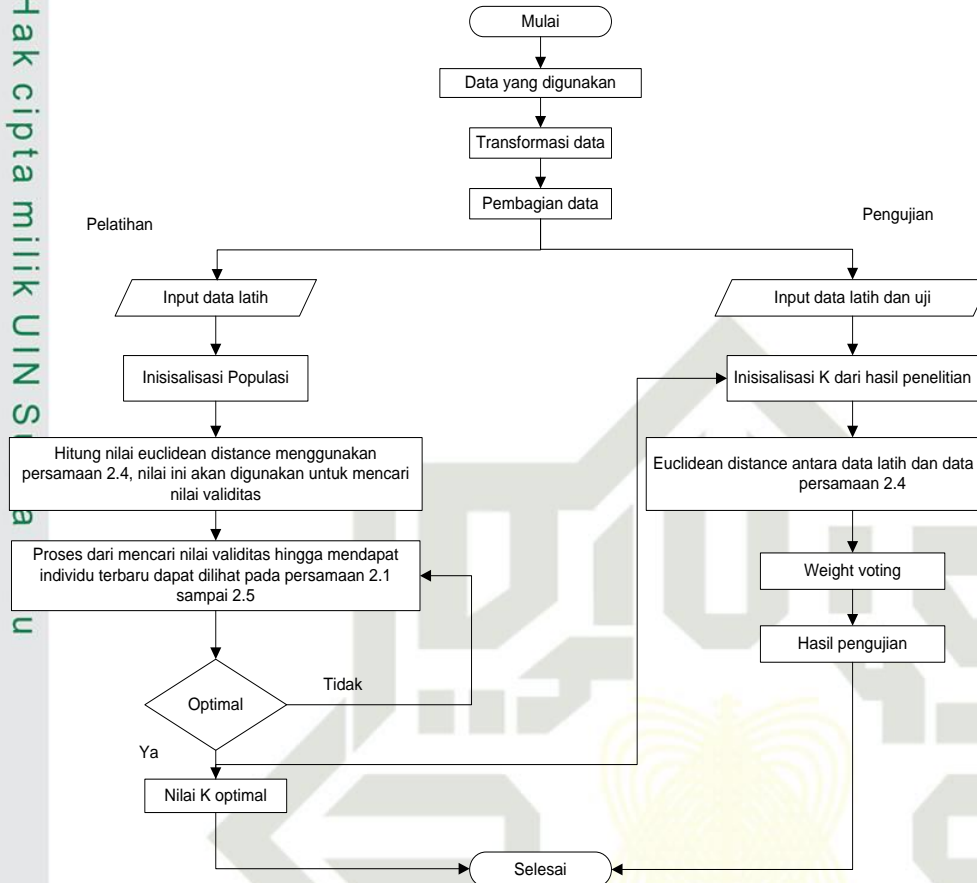 Hak cipta milik UIN S
a
u
Mulai
Data yang digunakan
Transformasi data
Pembagian data
Pelatihan
Pengujian
Input data latih
Input data latih dan uji
Inisisalisasi Populasi
Inisisalisasi K dari hasil penelitian
Hitung nilai euclidean distance menggunakan
persamaan 2.4, nilai ini akan digunakan untuk mencari
nilai validitas
Euclidean distance antara data latih dan data
persamaan 2.4
Proses dari mencari nilai validitas hingga mendapat
individu terbaru dapat dilihat pada persamaan 2.1
sampai 2.5
Weight voting
Hasil pengujian
Optimal
Tidak
Ya
Nilai K optimal
Selesai